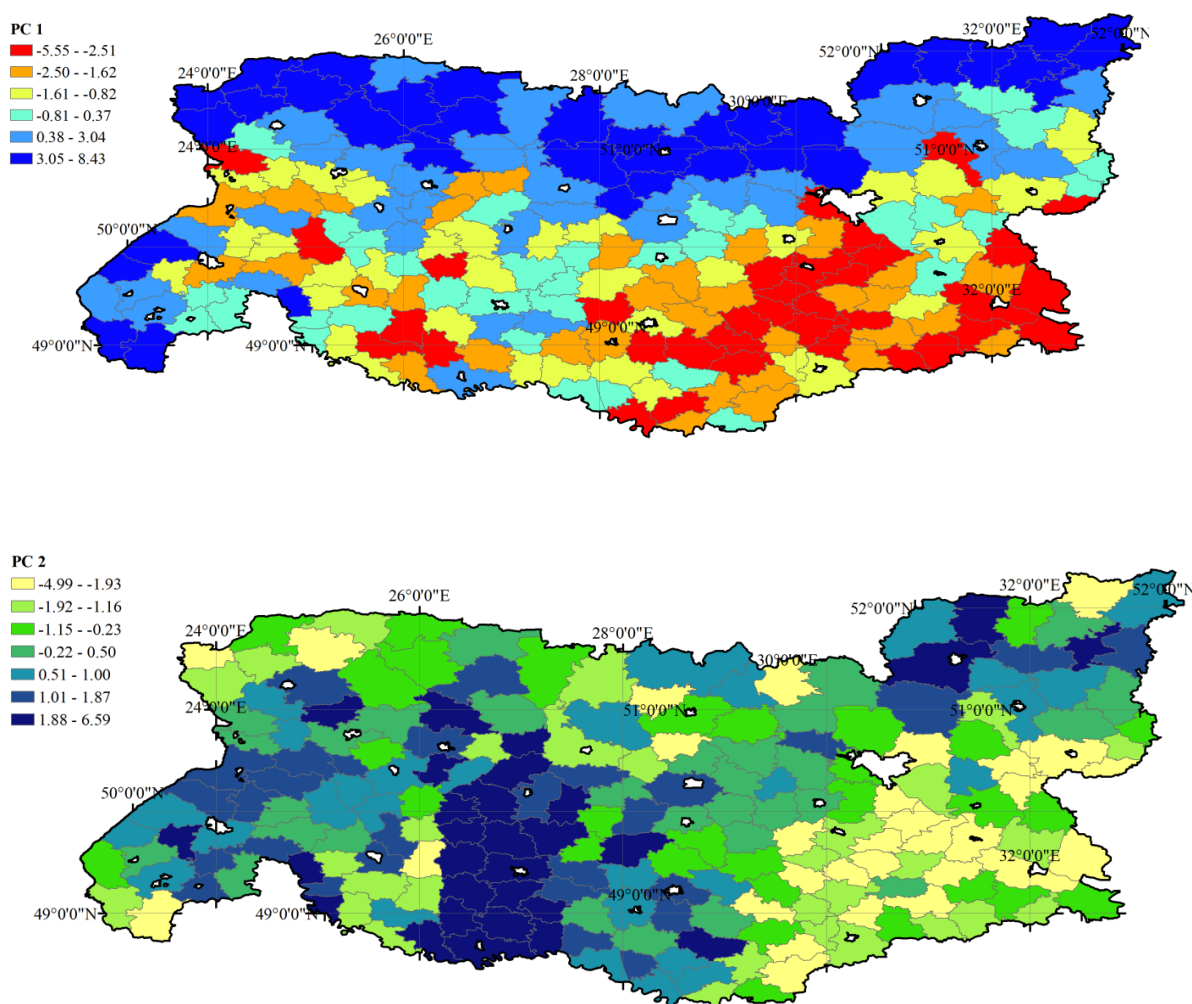 PC 1
-5.55 - -2.51
-2.50 - -1.62
-1.61 - -0.82
-0.81 - 0.37
0.38 - 3.04
3.05 - 8.43
26°0'0"E
32°0'0"E
52°0'0"N
52°0'0"N
24°0'0"E
28°0'0"E
30°0'0"E
24°0'0"E
51°0'0"N
51°0'0"N
50°0'0"N
32°0'0"E
49°0'0"N
49°0'0"N
49°0'0"N
PC 2
-4.99 - -1.93
-1.92 - -1.16
-1.15 - -0.23
-0.22 - 0.50
0.51 - 1.00
1.01 - 1.87
1.88 - 6.59
26°0'0"E
32°0'0"E
52°0'0"N
52°0'0"N
24°0'0"E
28°0'0"E
30°0'0"E
24°0'0"E
51°0'0"N
51°0'0"N
50°0'0"N
32°0'0"E
49°0'0"N
49°0'0"N
49°0'0"N